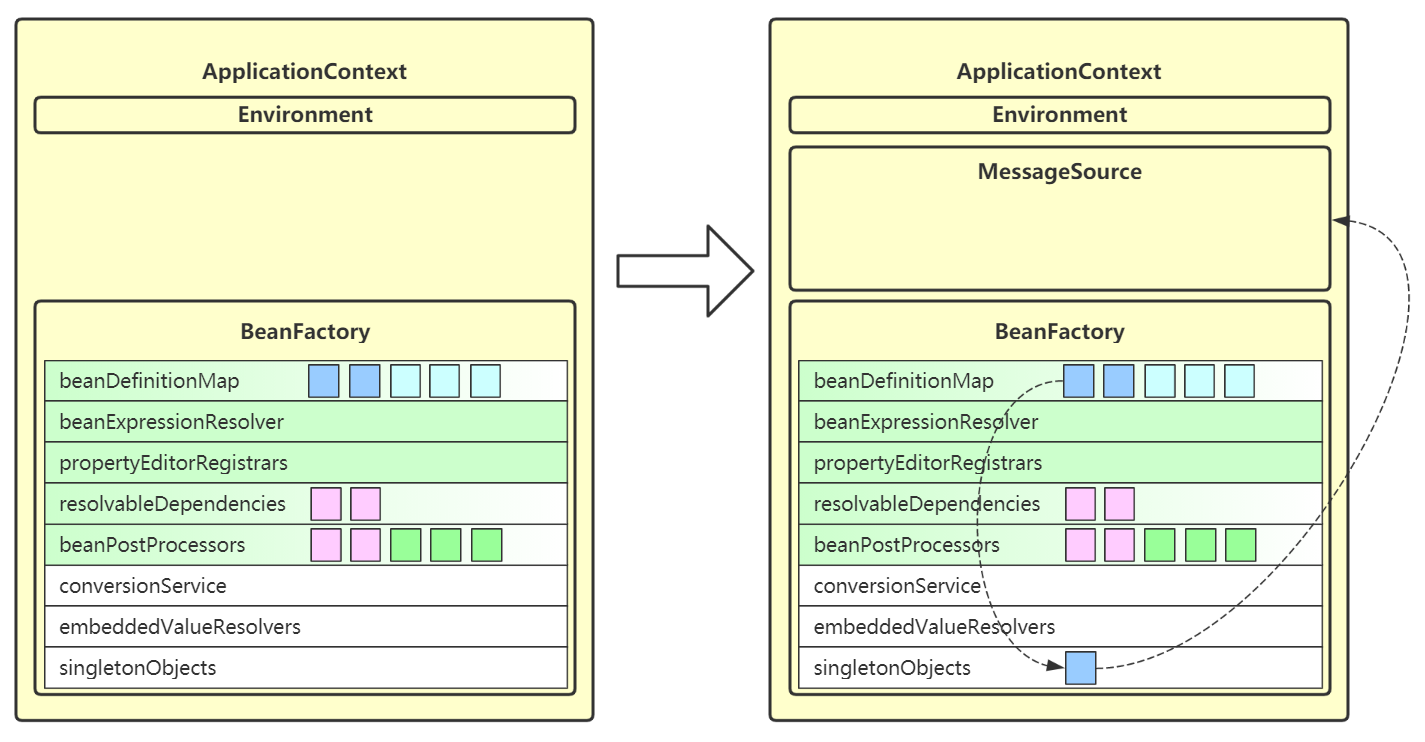 ApplicationContext
Environment
BeanFactory
beanDefinitionMap
beanExpressionResolver
propertyEditorRegistrars
resolvableDependencies
beanPostProcessors
conversionService
embeddedValueResolvers
singletonObjects
ApplicationContext
Environment
MessageSource
BeanFactory
beanDefinitionMap
beanExpressionResolver
propertyEditorRegistrars
resolvableDependencies
beanPostProcessors
conversionService
embeddedValueResolvers
singletonObjects